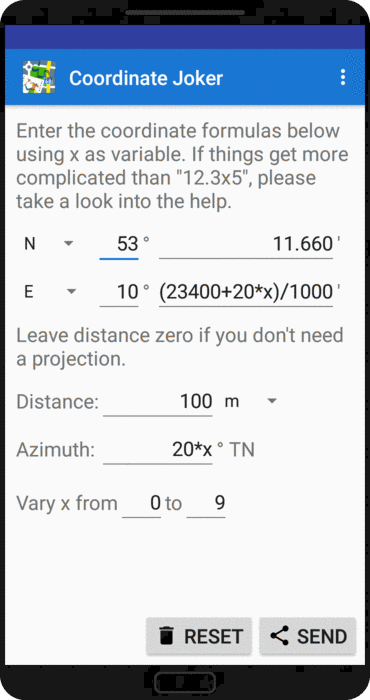 Coordinate Joker
Enter the coordinate formulas below
using x as variable. If things get more
complicated than "12.3x5", please
take a look into the help.
N 53 ° 11.660 '
E 10 ° (23400+20*x)/1000 '
Leave distance zero if you don't need
a projection.
Distance: 100 m
Azimuth: 20*x ° TN
Vary x from 0 to 9
RESET SEND